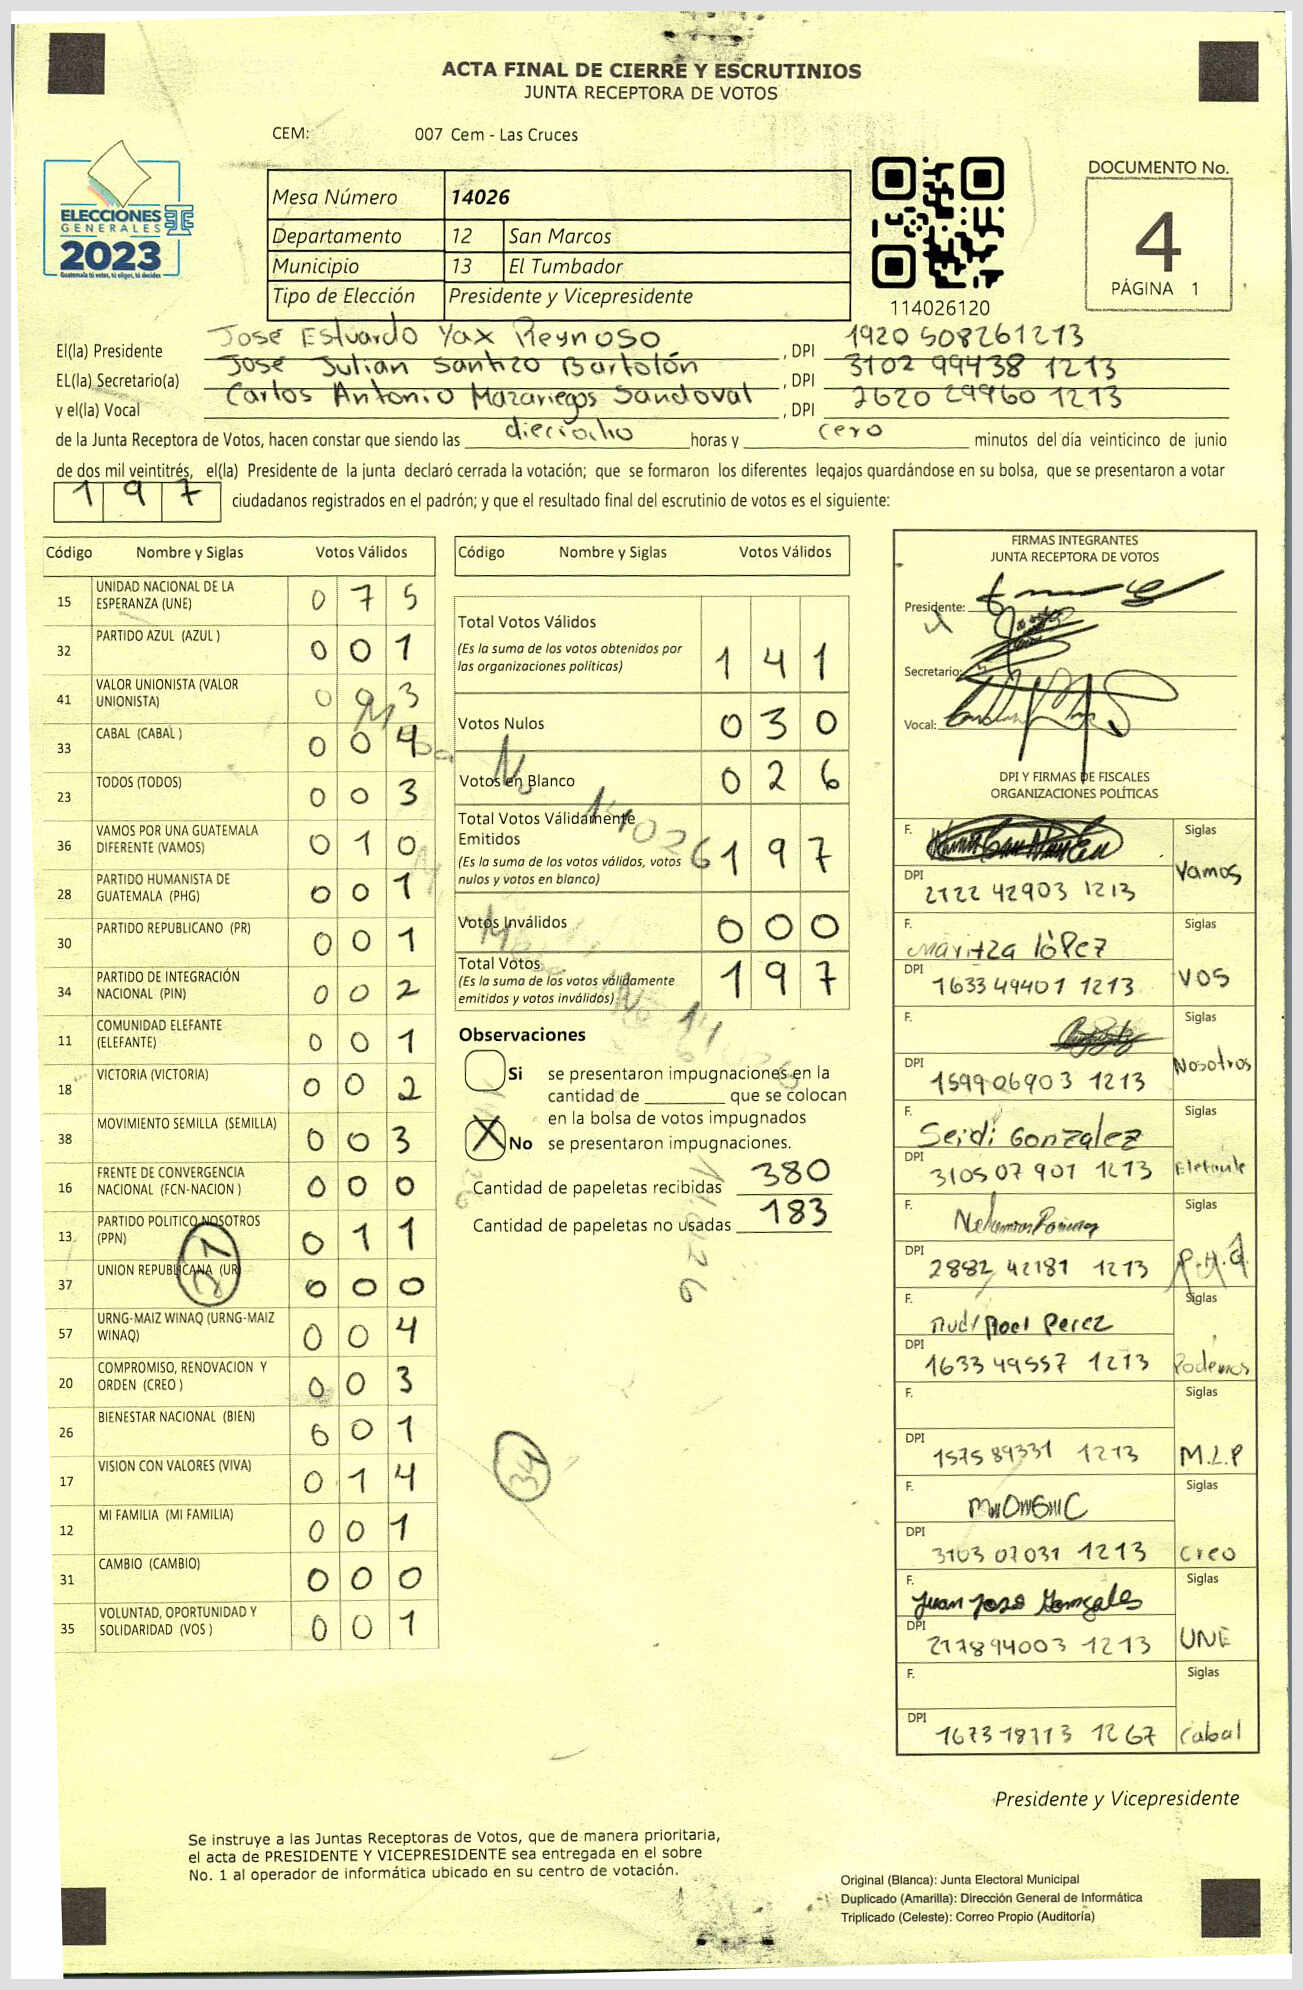 ACTA FINAL DE CIERRE Y ESCRUTINIOS
JUNTA RECEPTORA DE VOTOS
CEM: 007 Cem - Las Cruces
ELECCIONES
GENERALES
2023
Guatemala tú votas, tú eliges, tú decides
Mesa Número 14026
Departamento 12 San Marcos
Municipio 13 El Tumbador
Tipo de Elección Presidente y Vicepresidente
114026120
DOCUMENTO No.
4
PÁGINA 1
El(la) Presidente José Estuardo Yax Reynoso, DPI 1920 508261213
EL(la) Secretario(a) José Julian Santizo Bartolón, DPI 3102 99438 1213
y el(la) Vocal Carlos Antonio Mazariegos Sandoval, DPI 2620 29960 1213
de la Junta Receptora de Votos, hacen constar que siendo las dieciocho horas y cero minutos del día veinticinco de junio
de dos mil veintitrés, el(la) Presidente de la junta declaró cerrada la votación; que se formaron los diferentes legajos guardándose en su bolsa, que se presentaron a votar
197 ciudadanos registrados en el padrón; y que el resultado final del escrutinio de votos es el siguiente:
Código Nombre y Siglas Votos Válidos
15 UNIDAD NACIONAL DE LA ESPERANZA (UNE) 0 7 5
32 PARTIDO AZUL (AZUL ) 0 0 1
41 VALOR UNIONISTA (VALOR UNIONISTA) 0 3
33 CABAL (CABAL ) 0 0 4
23 TODOS (TODOS) 0 0 3
36 VAMOS POR UNA GUATEMALA DIFERENTE (VAMOS) 0 1 0
28 PARTIDO HUMANISTA DE GUATEMALA (PHG) 0 0 1
30 PARTIDO REPUBLICANO (PR) 0 0 1
34 PARTIDO DE INTEGRACIÓN NACIONAL (PIN) 0 0 2
11 COMUNIDAD ELEFANTE (ELEFANTE) 0 0 1
18 VICTORIA (VICTORIA) 0 0 2
38 MOVIMIENTO SEMILLA (SEMILLA) 0 0 3
16 FRENTE DE CONVERGENCIA NACIONAL (FCN-NACION ) 0 0 0
13 PARTIDO POLITICO NOSOTROS (PPN) 0 1 1
37 UNION REPUBLICANA (UR) 0 0 0
57 URNG-MAIZ WINAQ (URNG-MAIZ WINAQ) 0 0 4
20 COMPROMISO, RENOVACION Y ORDEN (CREO ) 0 0 3
26 BIENESTAR NACIONAL (BIEN) 0 0 1
17 VISION CON VALORES (VIVA) 0 1 4
12 MI FAMILIA (MI FAMILIA) 0 0 1
31 CAMBIO (CAMBIO) 0 0 0
35 VOLUNTAD, OPORTUNIDAD Y SOLIDARIDAD (VOS ) 0 0 1
Código Nombre y Siglas Votos Válidos
Total Votos Válidos 1 4 1
(Es la suma de los votos obtenidos por
las organizaciones políticas)
Votos Nulos 0 3 0
Votos en Blanco 0 2 6
Total Votos Válidamente
Emitidos 1 9 7
(Es la suma de los votos válidos, votos
nulos y votos en blanco)
Votos Inválidos 0 0 0
Total Votos 1 9 7
(Es la suma de los votos válidamente
emitidos y votos inválidos)
No 14026
Mesa No 14026
14026
34
Observaciones
Si se presentaron impugnaciones en la
cantidad de ________ que se colocan
en la bolsa de votos impugnados
X No se presentaron impugnaciones.
Cantidad de papeletas recibidas 380
Cantidad de papeletas no usadas 183
FIRMAS INTEGRANTES
JUNTA RECEPTORA DE VOTOS
Presidente:
Secretario:
Vocal:
DPI Y FIRMAS DE FISCALES
ORGANIZACIONES POLÍTICAS
F. Siglas
DPI 2122 42903 1213 Vamos
F. Maritza López Siglas
DPI 1633 49401 1213 VOS
F. Siglas
DPI 1599 06903 1213 Nosotros
F. Seidi Gonzalez Siglas
DPI 3105 07 901 1213 Elefante
F. Siglas
DPI 2882 42181 1213 P.H.G.
F. Perez Siglas
DPI 1633 49557 1213 Podemos
F. Siglas
DPI 1575 89331 1213 M.L.P
F. Siglas
DPI 3103 07031 1213 Creo
F. Juan José Gonzales Siglas
DPI 217894003 1213 UNE
F. Siglas
DPI 1673 18713 1267 Cabal
Presidente y Vicepresidente
Se instruye a las Juntas Receptoras de Votos, que de manera prioritaria,
el acta de PRESIDENTE Y VICEPRESIDENTE sea entregada en el sobre
No. 1 al operador de informática ubicado en su centro de votación.
Original (Blanca): Junta Electoral Municipal
Duplicado (Amarilla): Dirección General de Informática
Triplicado (Celeste): Correo Propio (Auditoría)